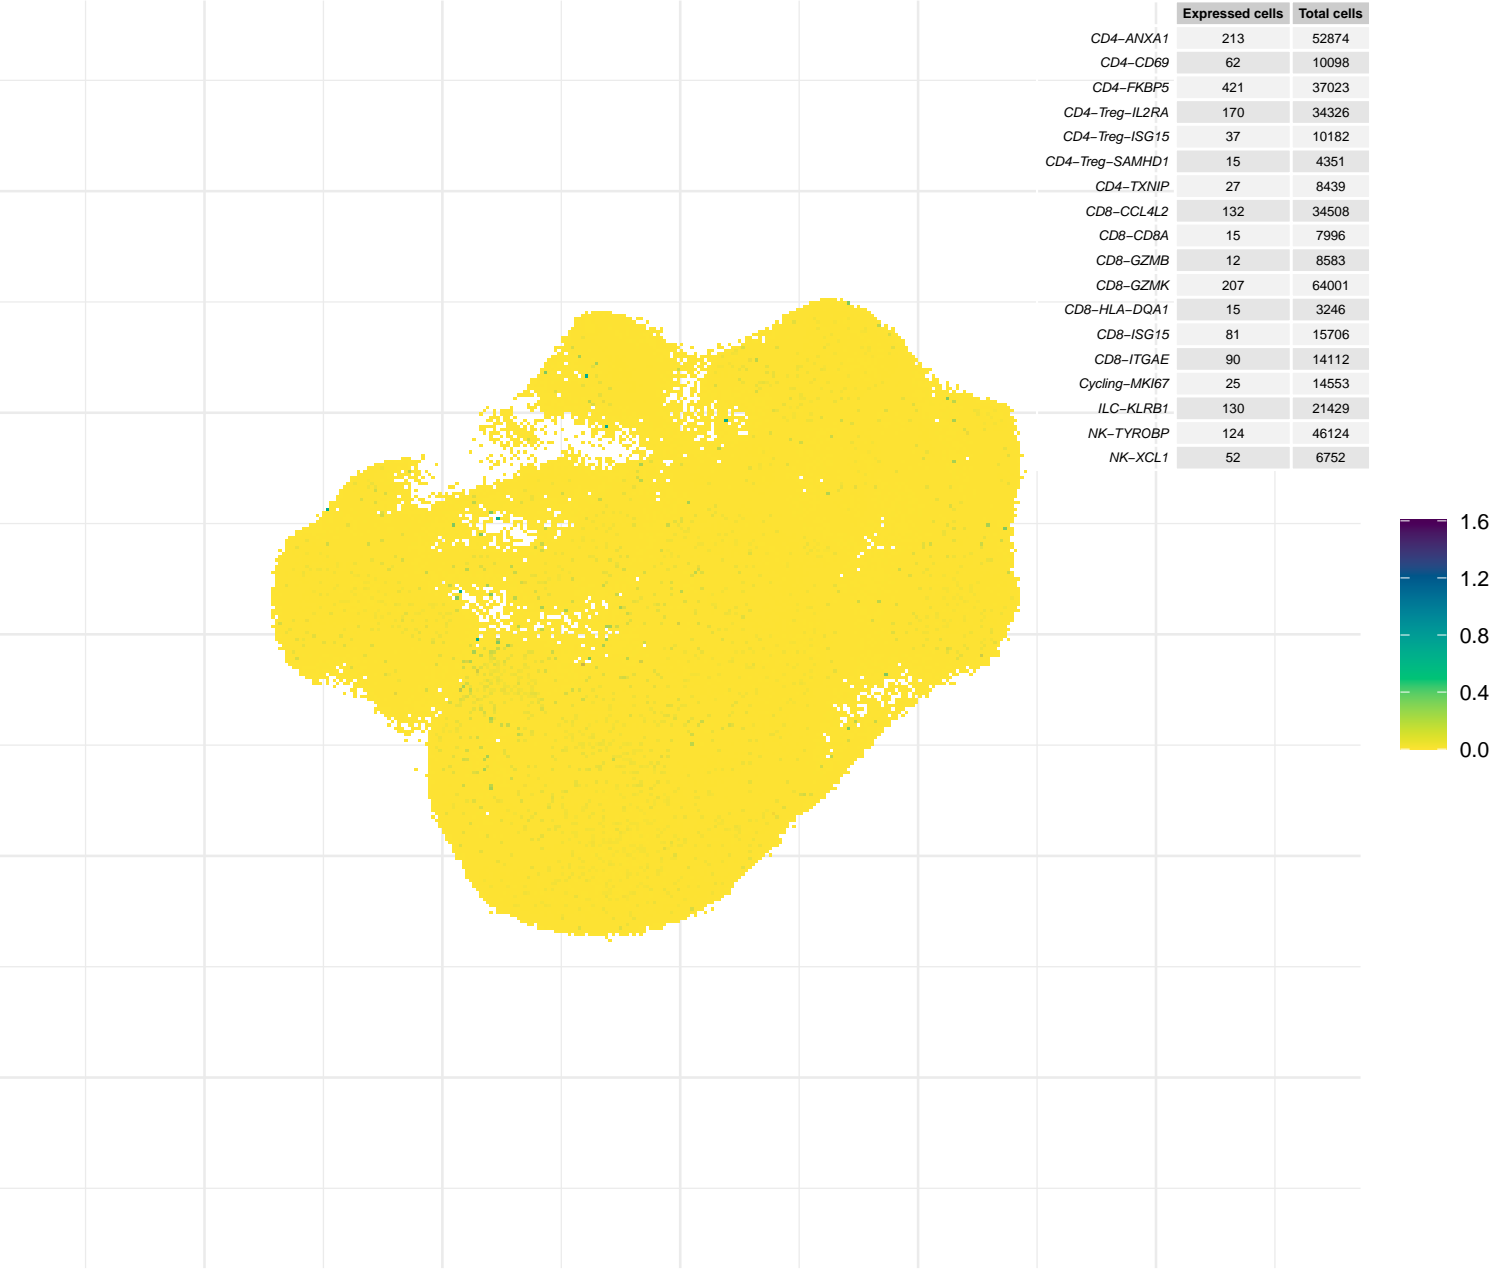 Expressed cells Total cells
CD4−ANXA1 213 52874
CD4−CD69 62 10098
CD4−FKBP5 421 37023
CD4−Treg−IL2RA 170 34326
CD4−Treg−ISG15 37 10182
CD4−Treg−SAMHD1 15 4351
CD4−TXNIP 27 8439
CD8−CCL4L2 132 34508
CD8−CD8A 15 7996
CD8−GZMB 12 8583
CD8−GZMK 207 64001
CD8−HLA−DQA1 15 3246
CD8−ISG15 81 15706
CD8−ITGAE 90 14112
Cycling−MKI67 25 14553
ILC−KLRB1 130 21429
NK−TYROBP 124 46124
NK−XCL1 52 6752
1.6
1.2
0.8
0.4
0.0